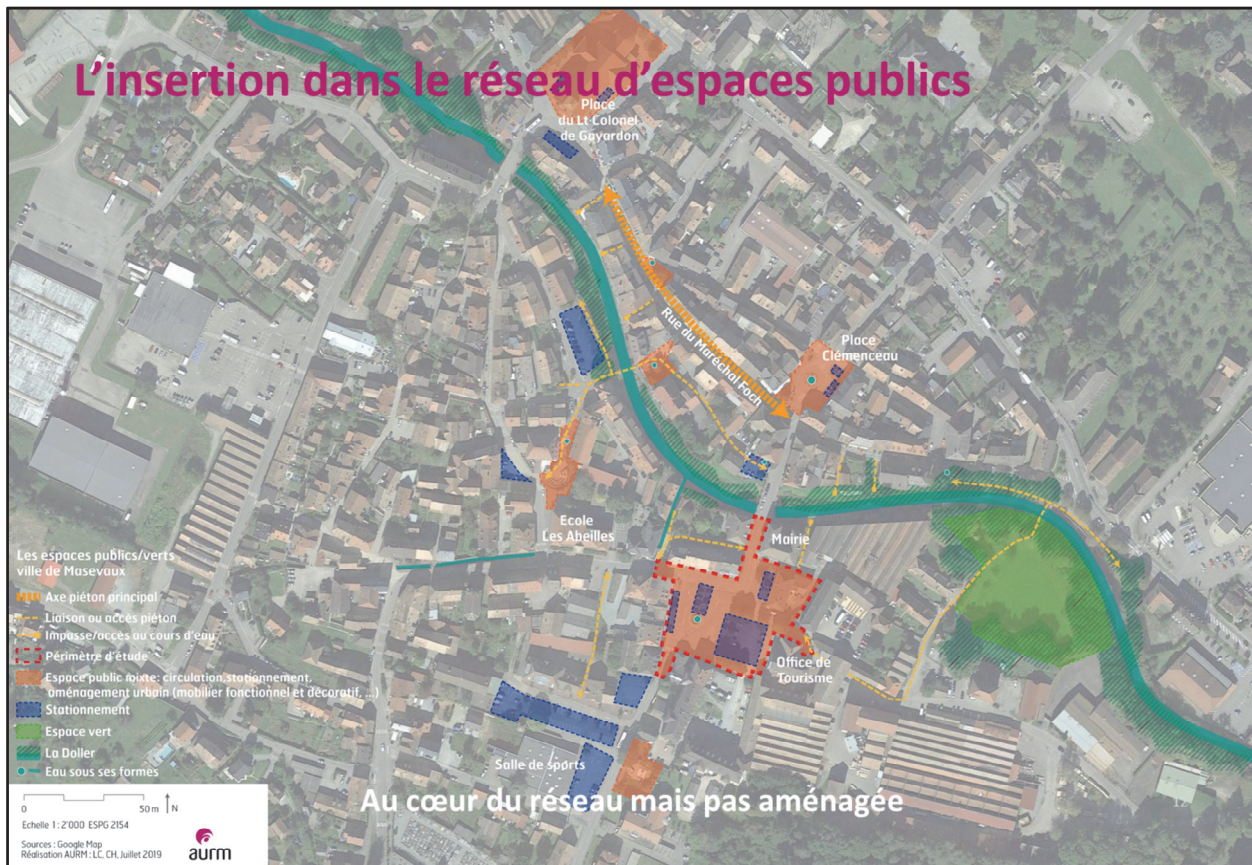 L'insertion dans le réseau d'espaces publics
Place
du Lt Colonel
de Guyardon
Rue du Maréchal Foch
Place
Clémenceau
Ecole
Les Abeilles
Mairie
Office de
Tourisme
Salle de sports
Les espaces publics/verts
ville de Masevaux
Axe piéton principal
Liaison ou accès piéton
Impasse/accès au cours d'eau
Périmètre d'étude
Espace public mixte: circulation,stationnement,
aménagement urbain (mobilier fonctionnel et décoratif, ...)
Stationnement
Espace vert
La Doller
Eau sous ses formes
0 50 m N
Echelle 1 : 2'000 ESPG 2154
Sources : Google Map
Réalisation AURM : LC, CH, Juillet 2019
aurm
Au cœur du réseau mais pas aménagée